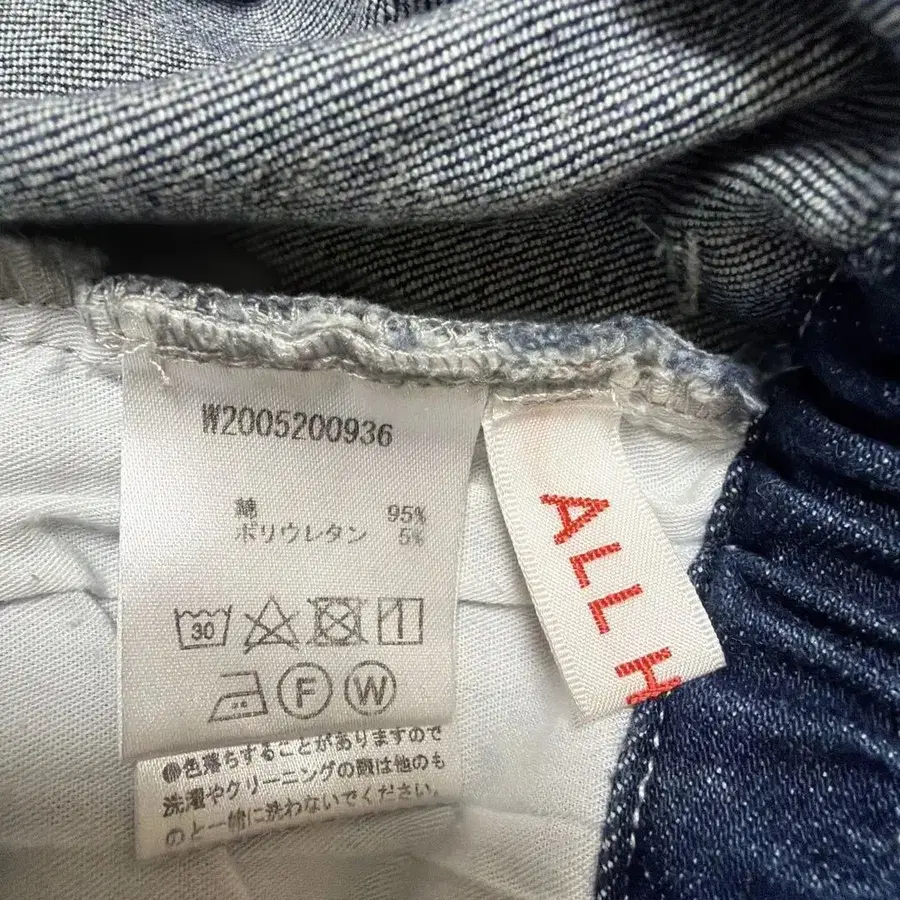 W2005200936
綿 95%
ポリウレタン 5%
30
F W
●色落ちすることがありますので
洗濯やクリーニングの際は他のも
のと一緒に洗わないでください。
ALL H